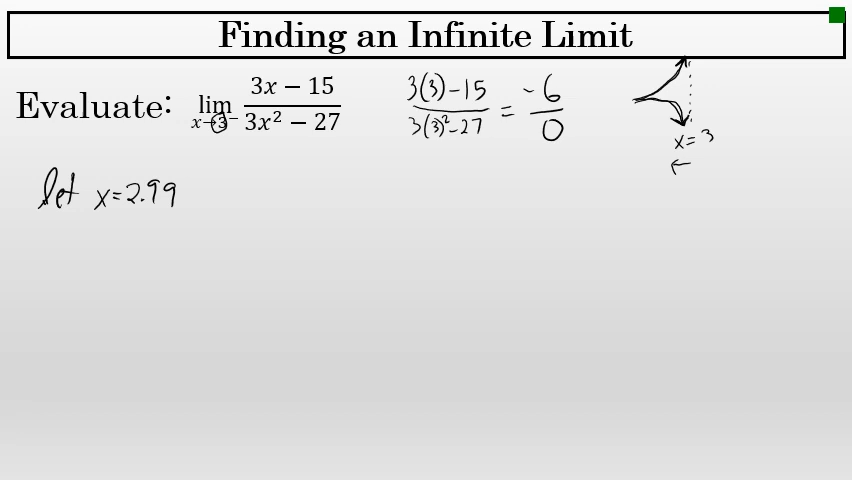 Finding an Infinite Limit
Evaluate: lim x→3⁻ (3x − 15)/(3x² − 27) (3(3)-15)/(3(3)²-27) = -6/0
x=3
←
let x=2.99